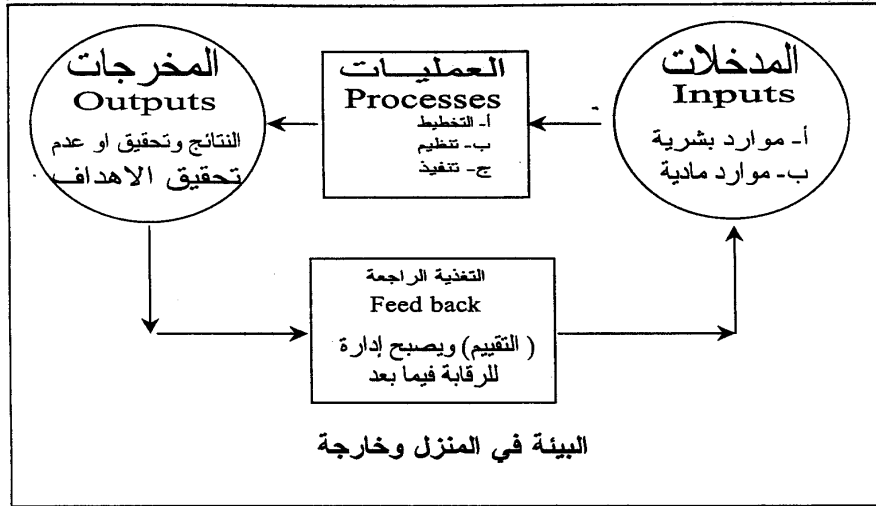 المدخلات
Inputs
أ- موارد بشرية
ب- موارد مادية
العمليـــات
Processes
أ- التخطيط
ب- تنظيم
ج- تنفيذ
المخرجات
Outputs
النتائج وتحقيق او عدم
تحقيق الاهداف
التغذية الراجعة
Feed back
( التقييم) ويصبح إدارة
للرقابة فيما بعد
البيئة في المنزل وخارجة